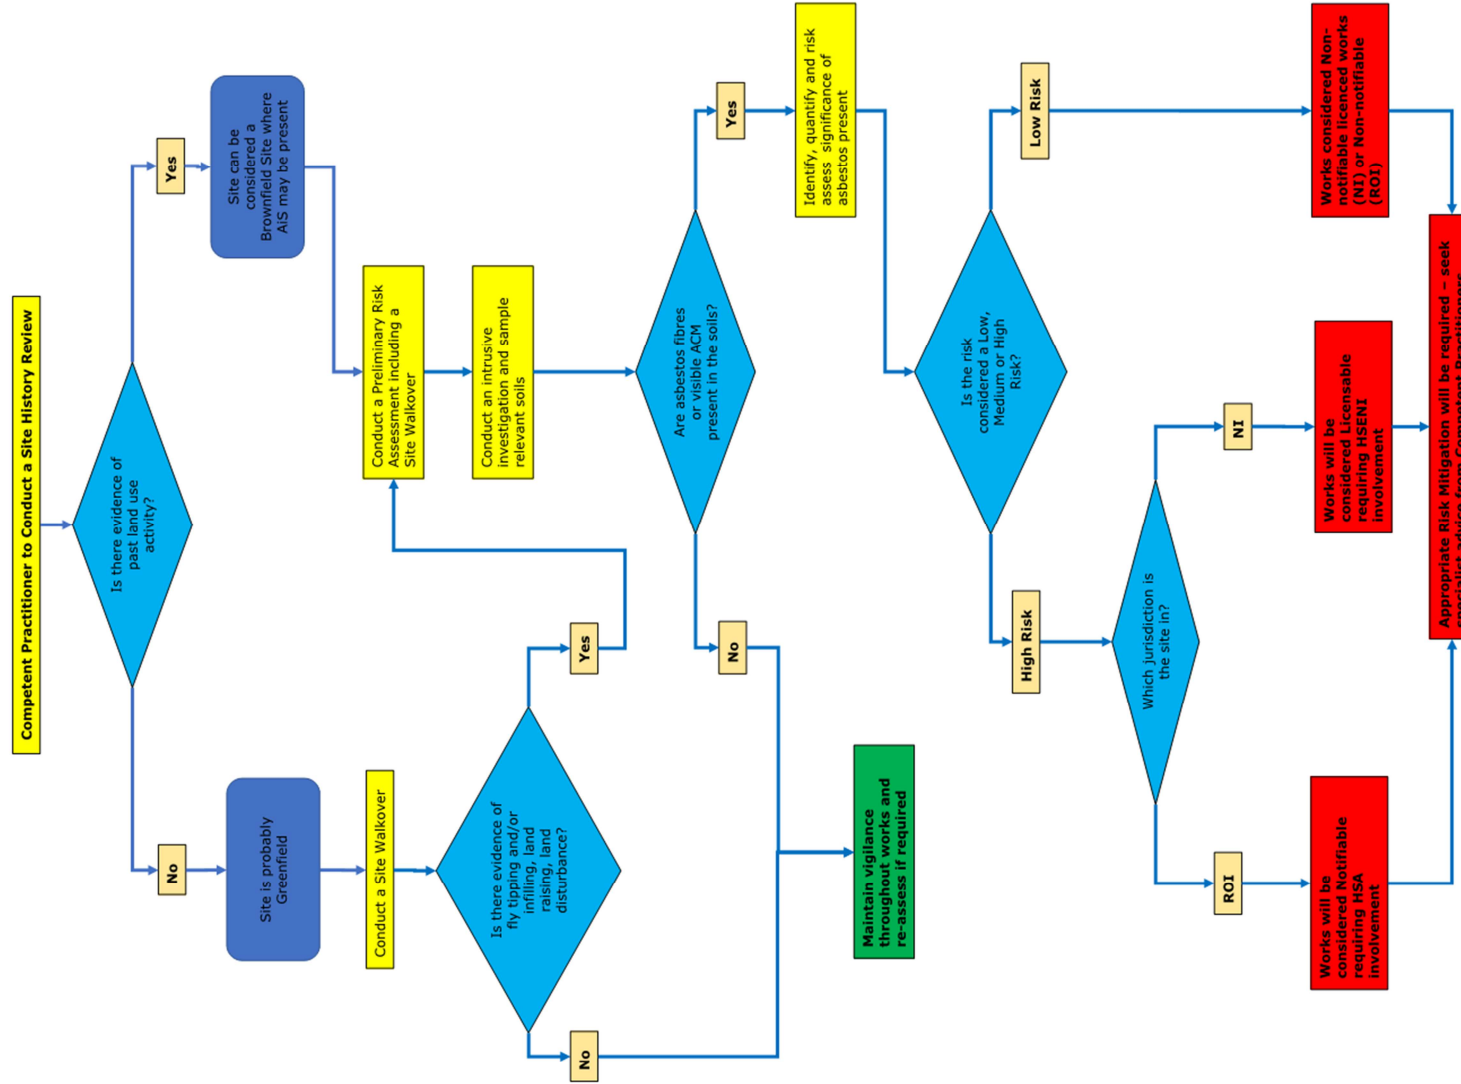 Competent Practitioner to Conduct a Site History Review
Is there evidence of
past land use
activity?
No
Yes
Site is probably
Greenfield
Site can be
considered a
Brownfield Site where
AiS may be present
Conduct a Site Walkover
Conduct a Preliminary Risk
Assessment including a
Site Walkover
Is there evidence of
fly tipping and/or
infilling, land
raising, land
disturbance?
Conduct an intrusive
investigation and sample
relevant soils
No
Yes
Are asbestos fibres
or visible ACM
present in the soils?
No
Yes
Maintain vigilance
throughout works and
re-assess if required
Identify, quantify and risk
assess significance of
asbestos present
Is the risk
considered a Low,
Medium or High
Risk?
High Risk
Low Risk
Which jurisdiction is
the site in?
ROI
NI
Works will be
considered Notifiable
requiring HSA
involvement
Works will be
considered Licensable
requiring HSENI
involvement
Works considered Non-
notifiable licenced works
(NI) or Non-notifiable
(ROI)
Appropriate Risk Mitigation will be required – seek
specialist advice from Competent Practitioners